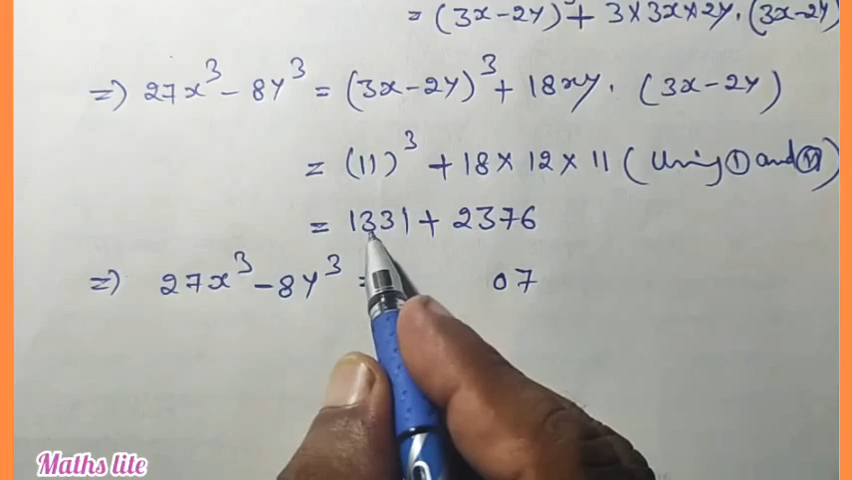 = (3x-2y)³ + 3×3x×2y.(3x-2y)
=) 27x³ - 8y³ = (3x-2y)³ + 18xy. (3x-2y)
= (11)³ + 18 × 12 × 11 (Using ① and
= 1331 + 2376
=) 27x³ - 8y³ = 07
Maths lite